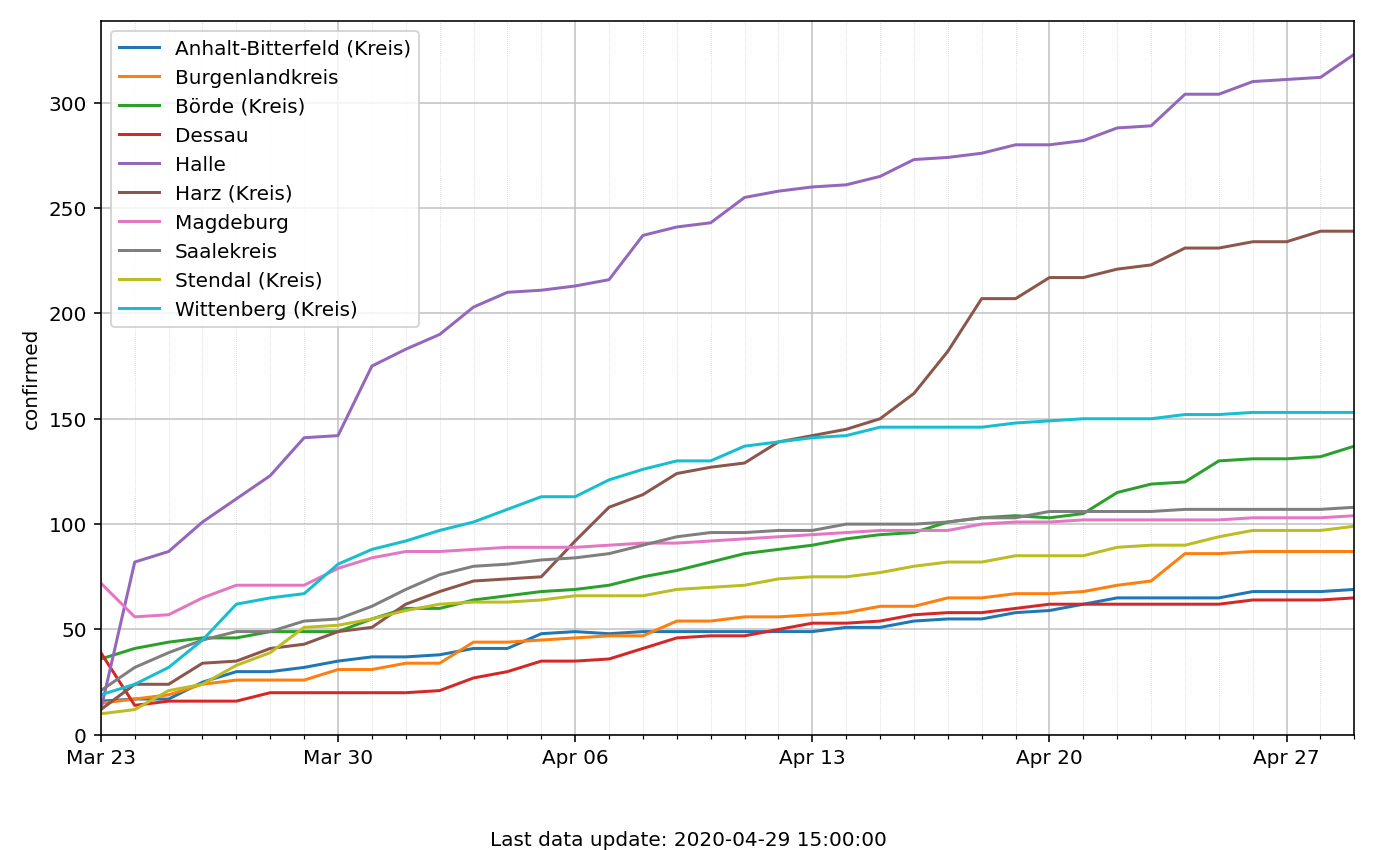 Anhalt-Bitterfeld (Kreis)
Burgenlandkreis
Börde (Kreis)
Dessau
Halle
Harz (Kreis)
Magdeburg
Saalekreis
Stendal (Kreis)
Wittenberg (Kreis)
confirmed
300
250
200
150
100
50
0
Mar 23 Mar 30 Apr 06 Apr 13 Apr 20 Apr 27
Last data update: 2020-04-29 15:00:00